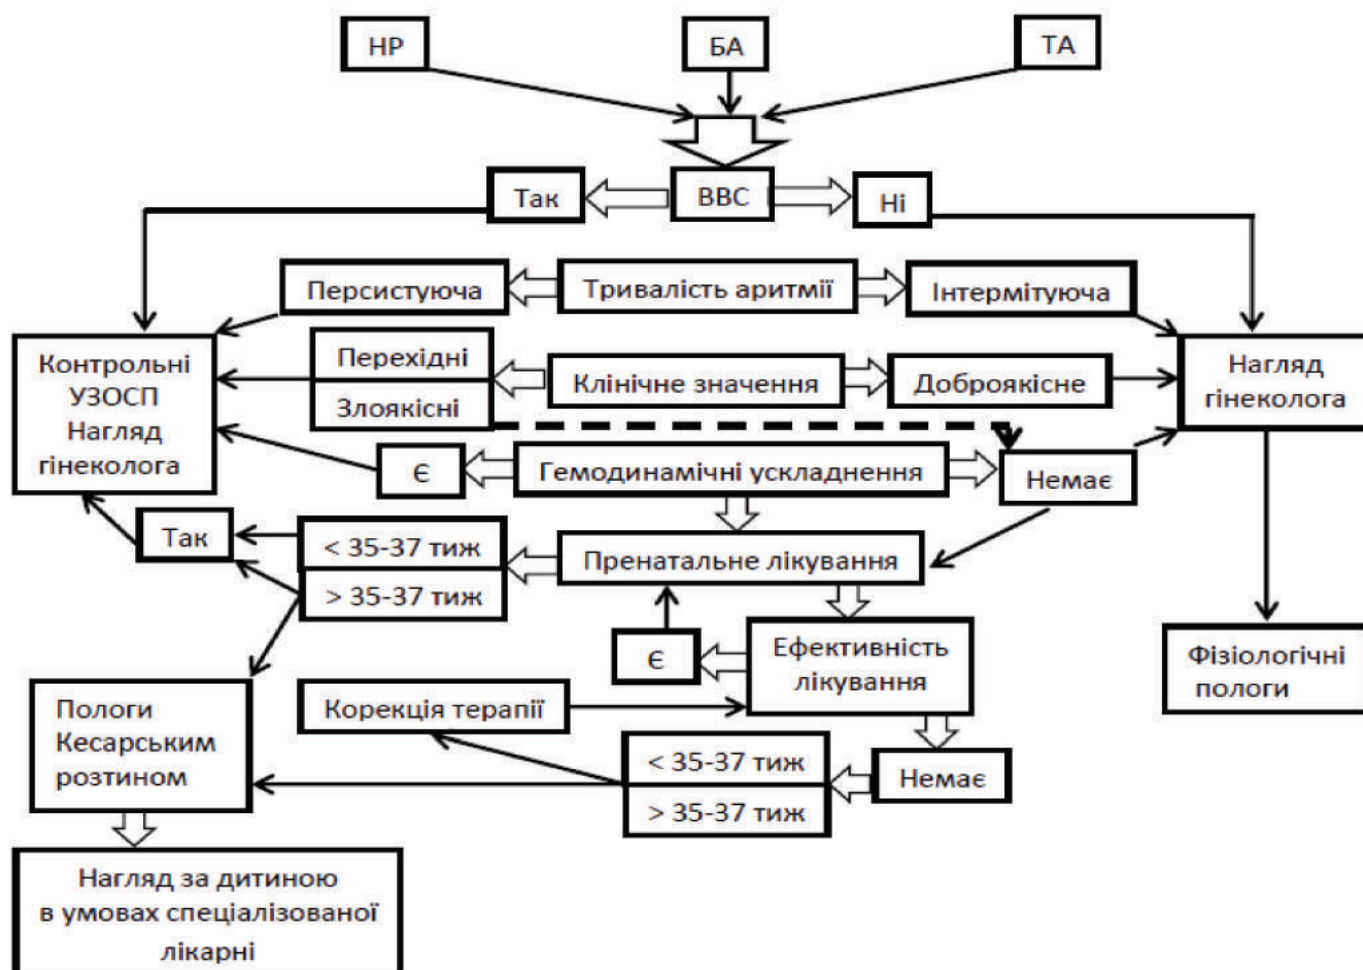 НР
БА
ТА
Так
ВВС
Ні
Персистуюча
Тривалість аритмії
Інтермітуюча
Контрольні
УЗОСП
Нагляд
гінеколога
Перехідні
Злоякісні
Клінічне значення
Доброякісне
Нагляд
гінеколога
Є
Гемодинамічні ускладнення
Немає
Так
< 35-37 тиж
> 35-37 тиж
Пренатальне лікування
Є
Ефективність
лікування
Фізіологічні
пологи
Пологи
Кесарським
розтином
Корекція терапії
< 35-37 тиж
> 35-37 тиж
Немає
Нагляд за дитиною
в умовах спеціалізованої
лікарні